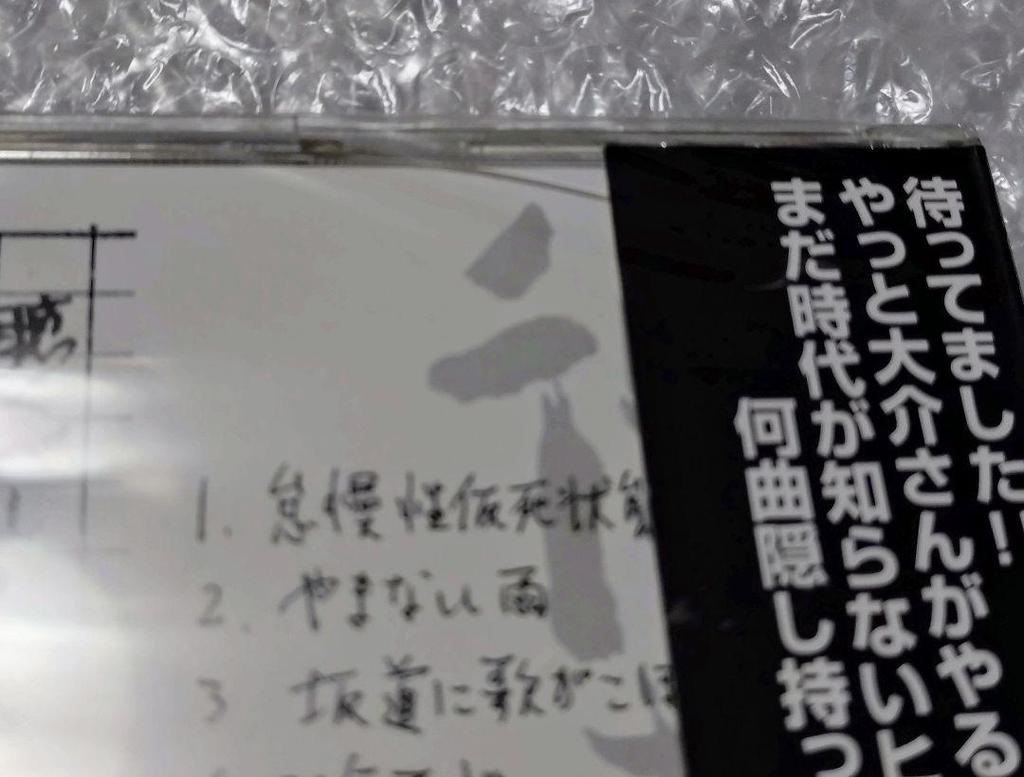 待ってました!!
やっと大介さんがやる
まだ時代が知らないヒ
何曲隠し持っ
聴
1. 怠慢性仮死状態
2. やまない雨
3 坂道に歌がこぼ